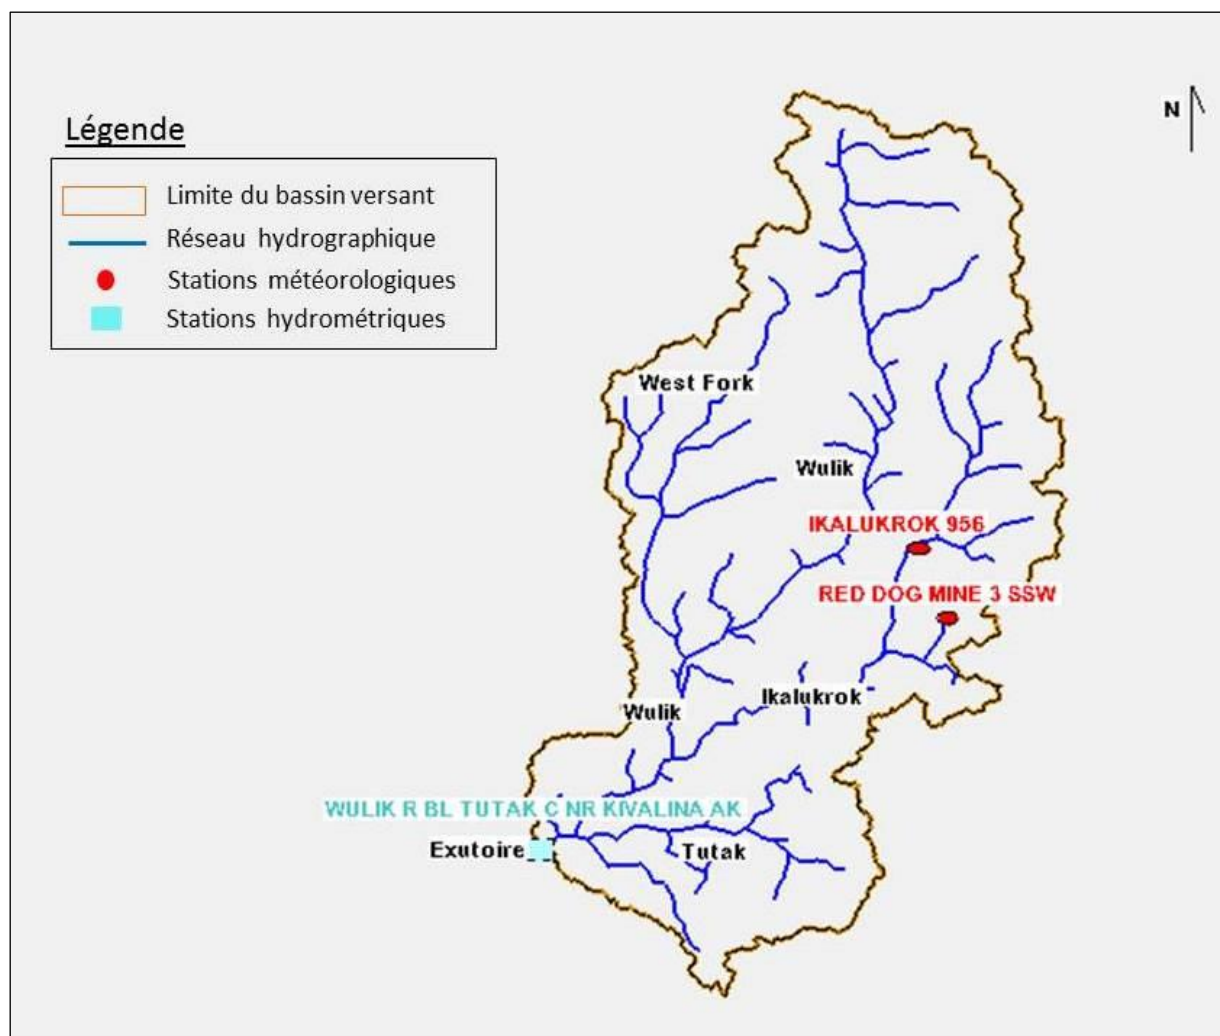 N
Légende
Limite du bassin versant
Réseau hydrographique
Stations météorologiques
Stations hydrométriques
West Fork
Wulik
IKALUKROK 956
RED DOG MINE 3 SSW
Ikalukrok
Wulik
WULIK R BL TUTAK C NR KIVALINA AK
Exutoire
Tutak